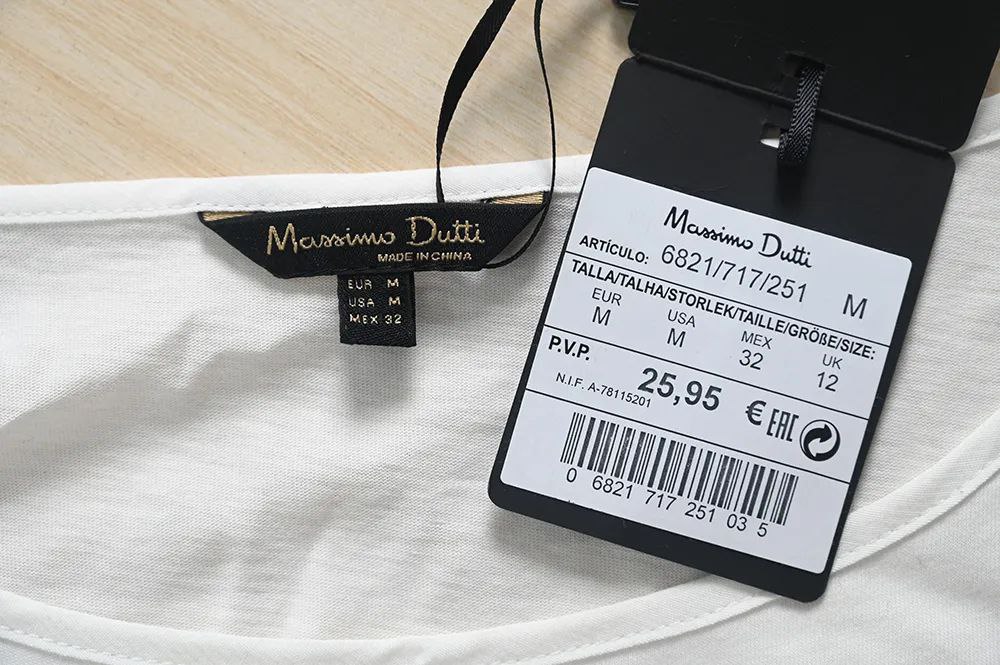 Massimo Dutti
MADE IN CHINA
EUR M
USA M
MEX 32
Massimo Dutti
ARTÍCULO: 6821/717/251 M
TALLA/TALHA/STORLEK/TAILLE/GRÖßE/SIZE:
EUR USA MEX UK
M M 32 12
P.V.P. 25,95 € EAC
N.I.F. A-78115201
0 6821 717 251 03 5